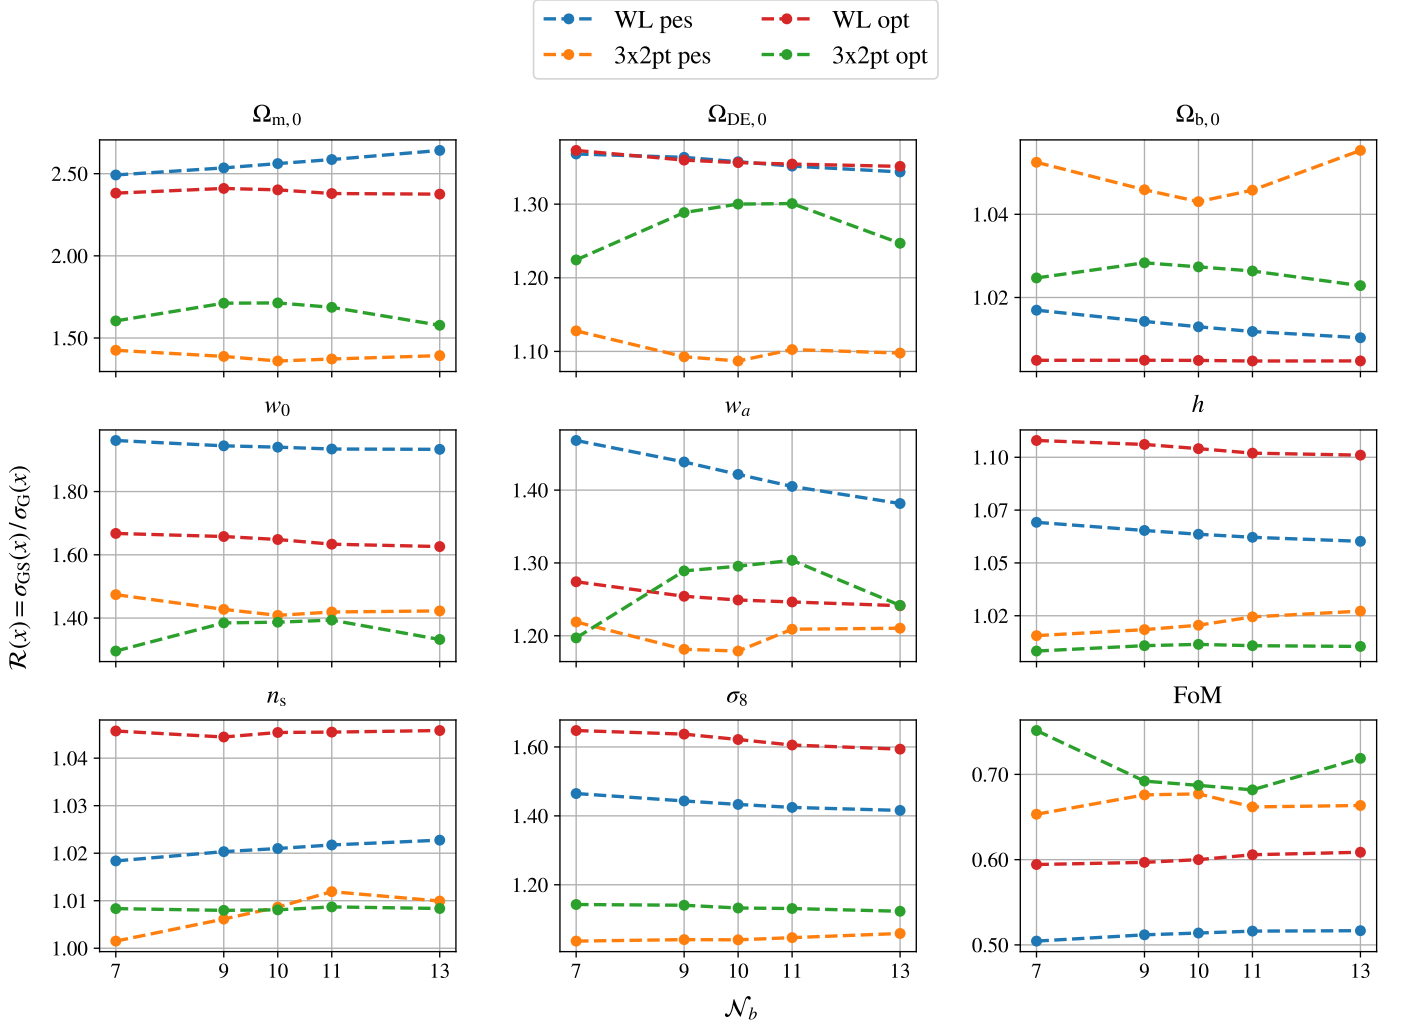 WL pes WL opt
3x2pt pes 3x2pt opt
Ωm,0 ΩDE,0 Ωb,0
2.50
2.00
1.50
1.30
1.20
1.10
1.04
1.02
w0 wa h
1.80
1.60
1.40
1.40
1.30
1.20
1.10
1.07
1.05
1.02
R(x) = σGS(x)/σG(x)
ns σ8 FoM
1.04
1.03
1.02
1.01
1.00
1.60
1.40
1.20
0.70
0.60
0.50
7 9 10 11 13
7 9 10 11 13
7 9 10 11 13
Nb